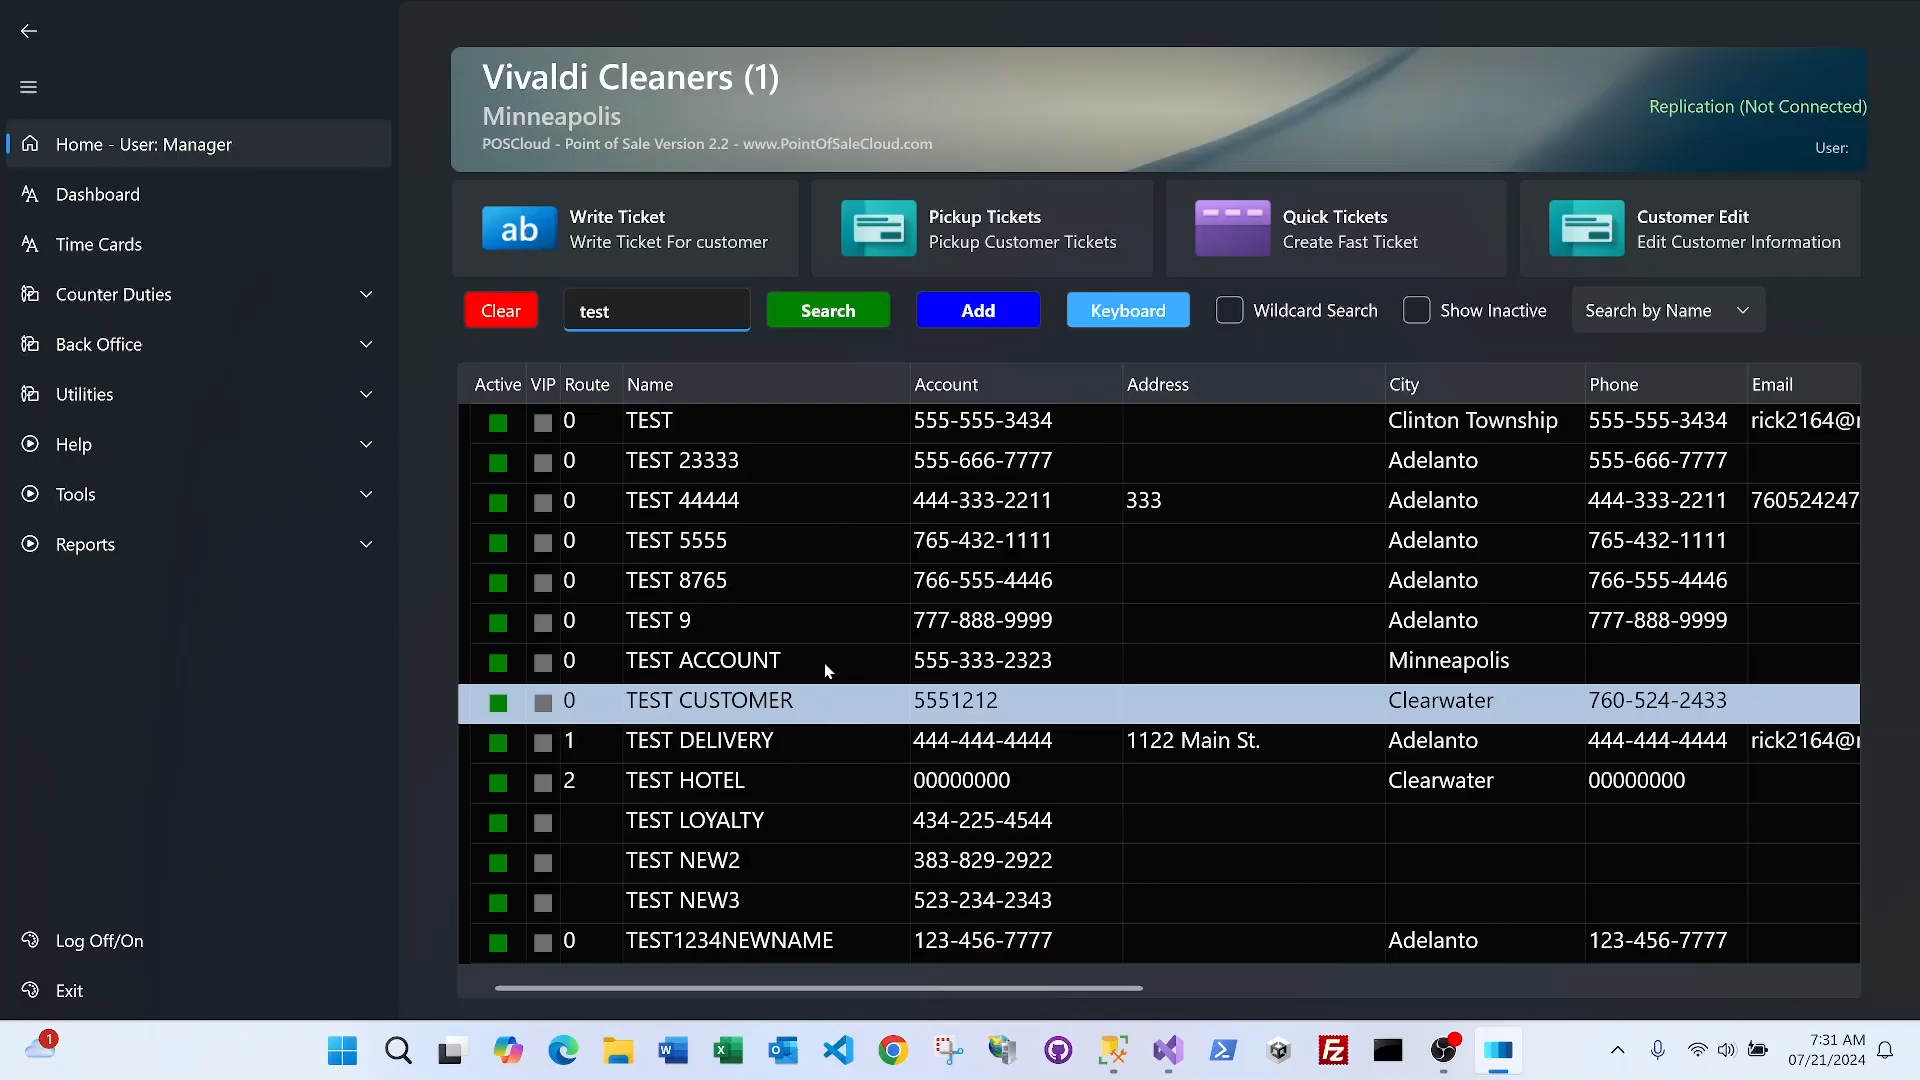 Vivaldi Cleaners (1)
Minneapolis
POSCloud - Point of Sale Version 2.2 - www.PointOfSaleCloud.com
Replication (Not Connected)
User:
Home - User: Manager
Dashboard
Time Cards
Counter Duties
Back Office
Utilities
Help
Tools
Reports
Log Off/On
Exit
ab
Write Ticket
Write Ticket For customer
Pickup Tickets
Pickup Customer Tickets
Quick Tickets
Create Fast Ticket
Customer Edit
Edit Customer Information
Clear test Search Add Keyboard Wildcard Search Show Inactive Search by Name
Active VIP Route Name Account Address City Phone Email
0 TEST 555-555-3434 Clinton Township 555-555-3434 rick2164@
0 TEST 23333 555-666-7777 Adelanto 555-666-7777
0 TEST 44444 444-333-2211 333 Adelanto 444-333-2211 760524247
0 TEST 5555 765-432-1111 Adelanto 765-432-1111
0 TEST 8765 766-555-4446 Adelanto 766-555-4446
0 TEST 9 777-888-9999 Adelanto 777-888-9999
0 TEST ACCOUNT 555-333-2323 Minneapolis
0 TEST CUSTOMER 5551212 Clearwater 760-524-2433
1 TEST DELIVERY 444-444-4444 1122 Main St. Adelanto 444-444-4444 rick2164@
2 TEST HOTEL 00000000 Clearwater 00000000
TEST LOYALTY 434-225-4544
TEST NEW2 383-829-2922
TEST NEW3 523-234-2343
0 TEST1234NEWNAME 123-456-7777 Adelanto 123-456-7777
1
7:31 AM
07/21/2024